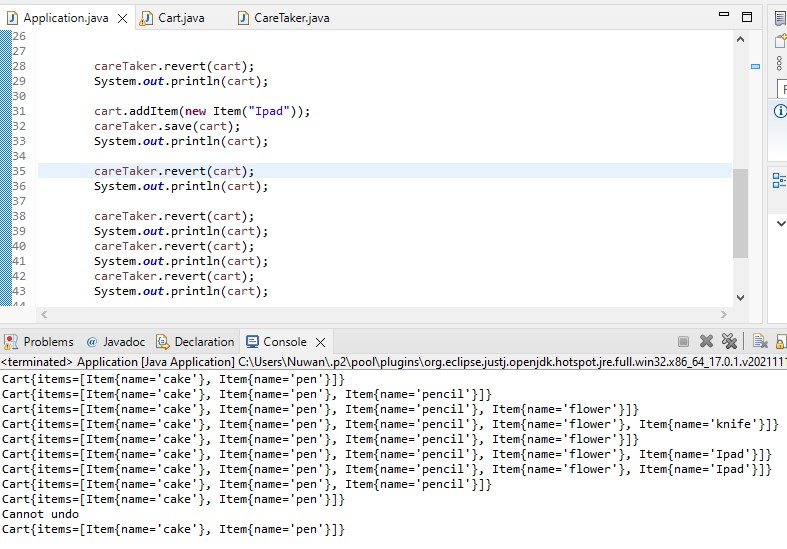 Application.java
Cart.java
CareTaker.java
26
27
28 careTaker.revert(cart);
29 System.out.println(cart);
30
31 cart.addItem(new Item("Ipad"));
32 careTaker.save(cart);
33 System.out.println(cart);
34
35 careTaker.revert(cart);
36 System.out.println(cart);
37
38 careTaker.revert(cart);
39 System.out.println(cart);
40 careTaker.revert(cart);
41 System.out.println(cart);
42 careTaker.revert(cart);
43 System.out.println(cart);
Problems @ Javadoc Declaration Console
<terminated> Application [Java Application] C:\Users\Nuwan\.p2\pool\plugins\org.eclipse.justj.openjdk.hotspot.jre.full.win32.x86_64_17.0.1.v2021111
Cart{items=[Item{name='cake'}, Item{name='pen'}]}
Cart{items=[Item{name='cake'}, Item{name='pen'}, Item{name='pencil'}]}
Cart{items=[Item{name='cake'}, Item{name='pen'}, Item{name='pencil'}, Item{name='flower'}]}
Cart{items=[Item{name='cake'}, Item{name='pen'}, Item{name='pencil'}, Item{name='flower'}, Item{name='knife'}]}
Cart{items=[Item{name='cake'}, Item{name='pen'}, Item{name='pencil'}, Item{name='flower'}]}
Cart{items=[Item{name='cake'}, Item{name='pen'}, Item{name='pencil'}, Item{name='flower'}, Item{name='Ipad'}]}
Cart{items=[Item{name='cake'}, Item{name='pen'}, Item{name='pencil'}, Item{name='flower'}, Item{name='Ipad'}]}
Cart{items=[Item{name='cake'}, Item{name='pen'}, Item{name='pencil'}]}
Cart{items=[Item{name='cake'}, Item{name='pen'}]}
Cannot undo
Cart{items=[Item{name='cake'}, Item{name='pen'}]}